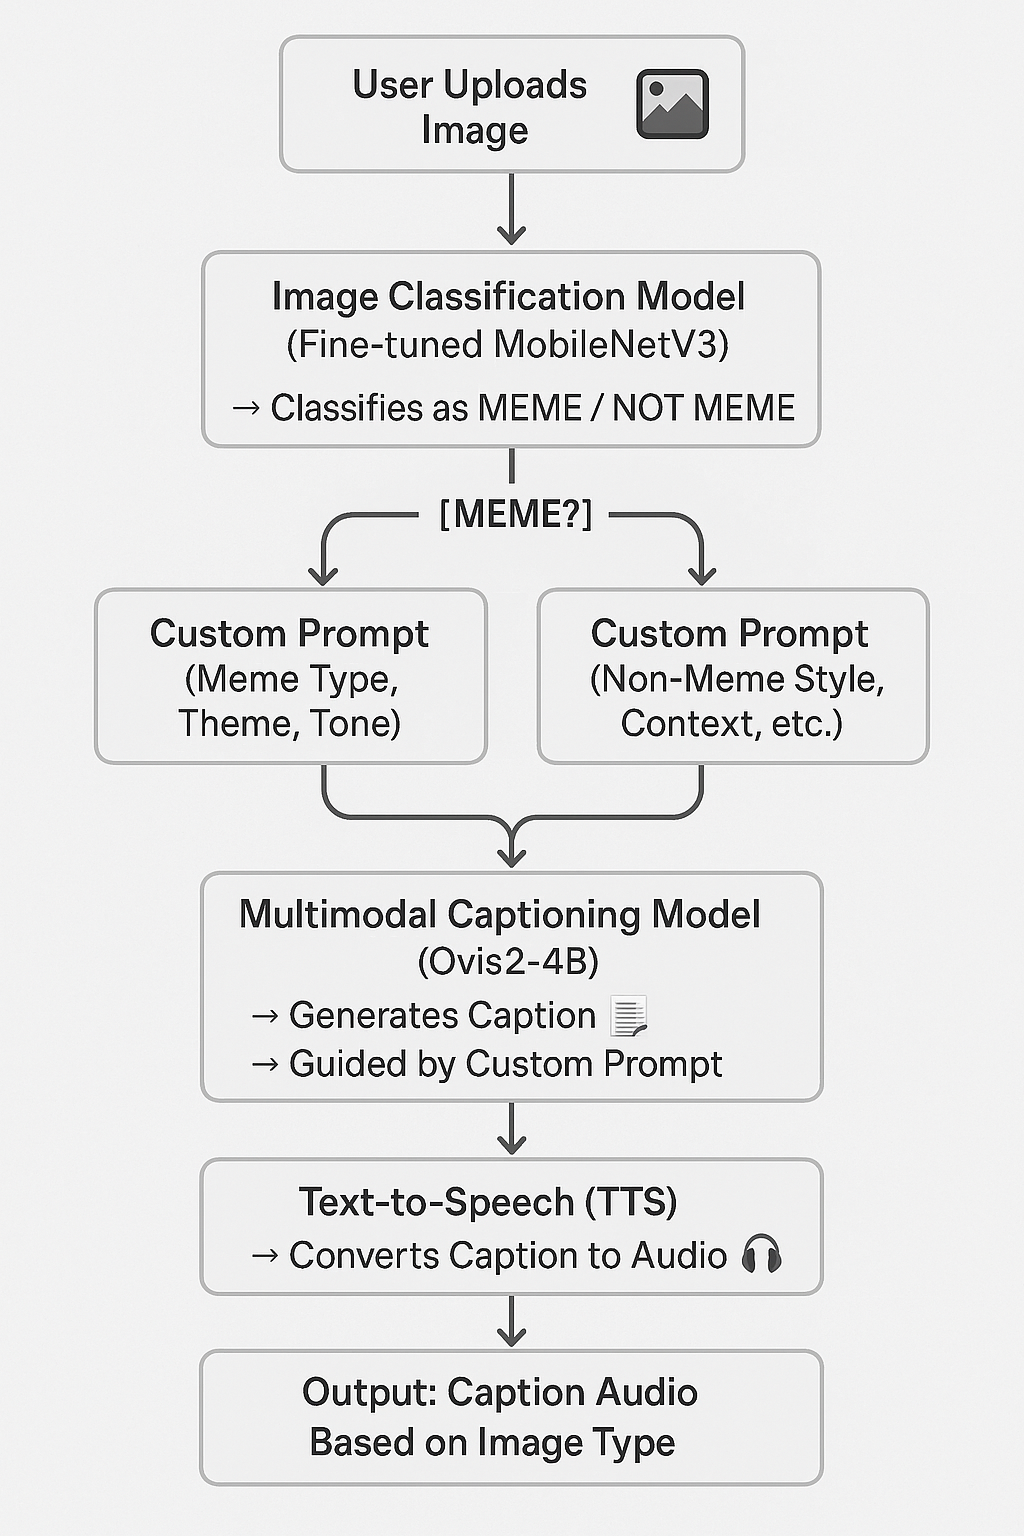 User Uploads
Image
Image Classification Model
(Fine-tuned MobileNetV3)
→ Classifies as MEME / NOT MEME
[MEME?]
Custom Prompt
(Meme Type,
Theme, Tone)
Custom Prompt
(Non-Meme Style,
Context, etc.)
Multimodal Captioning Model
(Ovis2-4B)
→ Generates Caption
→ Guided by Custom Prompt
Text-to-Speech (TTS)
→ Converts Caption to Audio
Output: Caption Audio
Based on Image Type